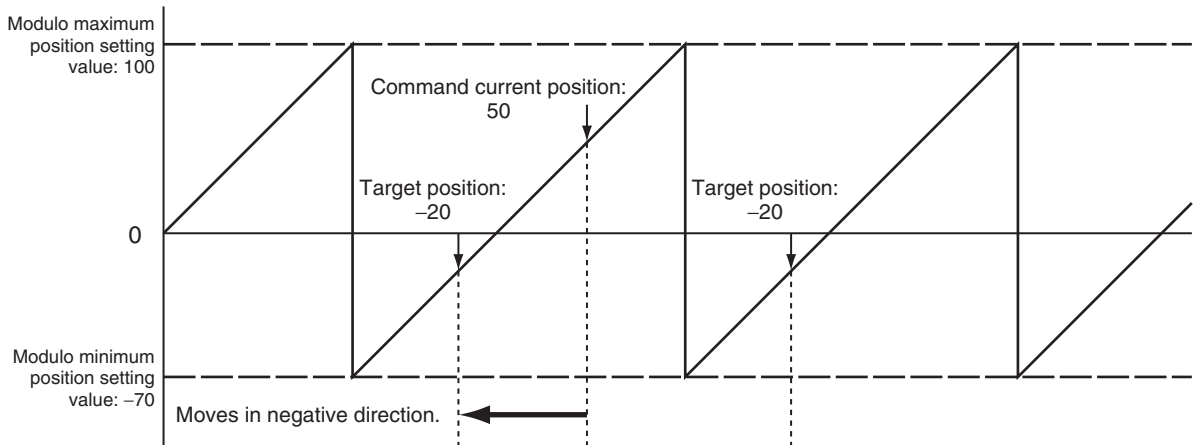 Modulo maximum
position setting
value: 100
Command current position:
50
Target position:
−20
Target position:
−20
0
Modulo minimum
position setting
value: −70
Moves in negative direction.